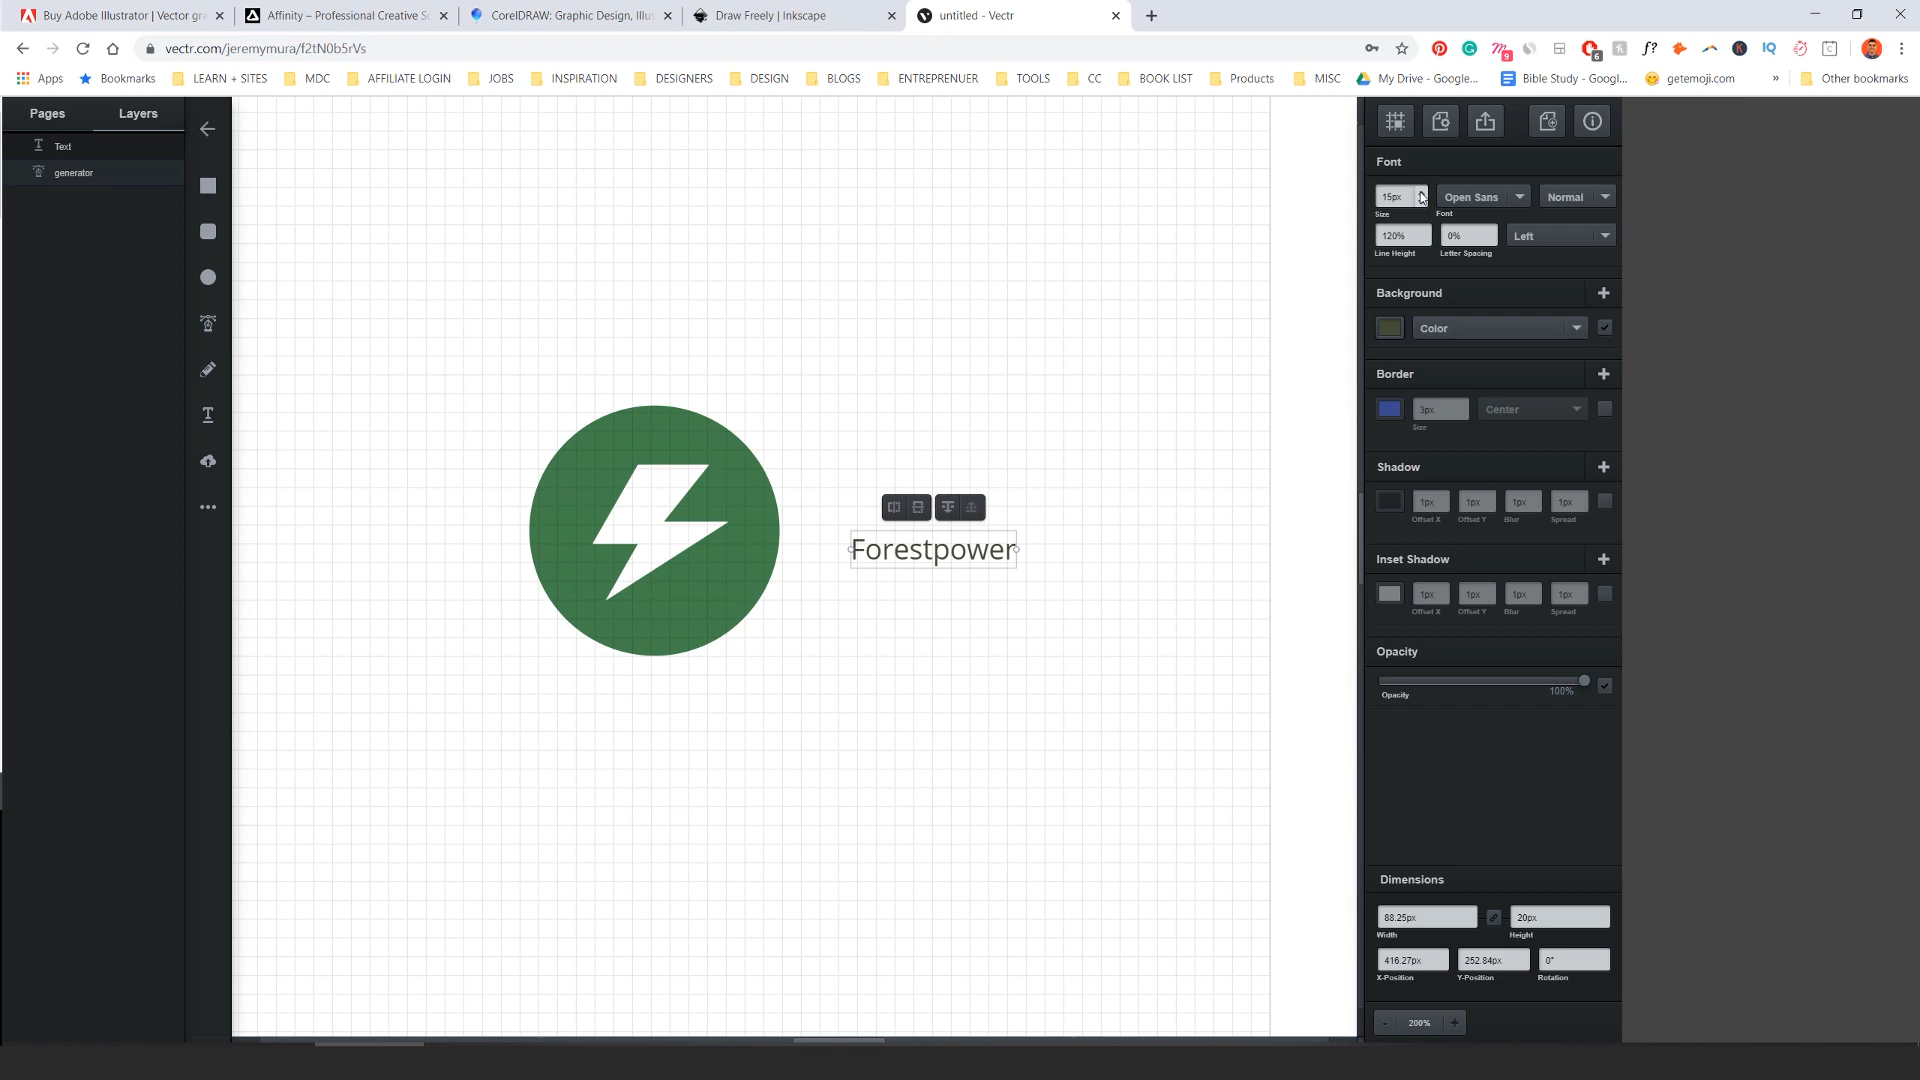 Buy Adobe Illustrator | Vector gra
Affinity – Professional Creative So
CorelDRAW: Graphic Design, Illus
Draw Freely | Inkscape
untitled - Vectr
vectr.com/jeremymura/f2tN0b5rVs
Apps
Bookmarks
LEARN + SITES
MDC
AFFILIATE LOGIN
JOBS
INSPIRATION
DESIGNERS
DESIGN
BLOGS
ENTREPRENUER
TOOLS
CC
BOOK LIST
Products
MISC
My Drive - Google...
Bible Study - Googl...
getemoji.com
»
Other bookmarks
Pages
Layers
Text
generator
Forestpower
Font
15px
Open Sans
Normal
Size
Font
120%
0%
Left
Line Height
Letter Spacing
Background
Color
Border
3px
Center
Size
Shadow
1px
1px
1px
1px
Offset X
Offset Y
Blur
Spread
Inset Shadow
1px
1px
1px
1px
Offset X
Offset Y
Blur
Spread
Opacity
100%
Opacity
Dimensions
88.25px
20px
Width
Height
416.27px
252.84px
0°
X-Position
Y-Position
Rotation
- 200% +